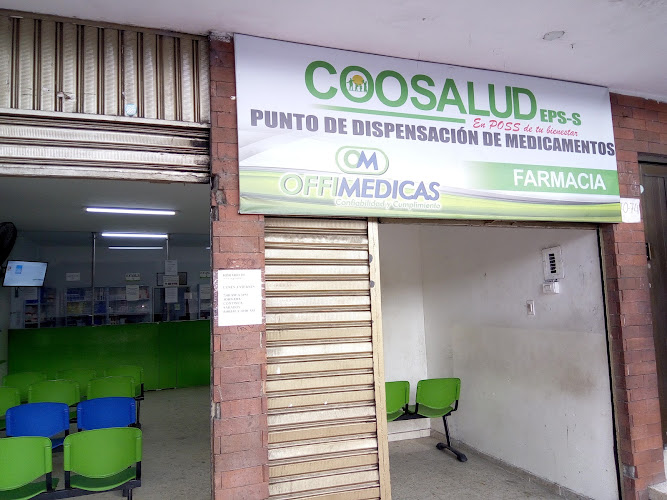 COOSALUD EPS-S
En POSS de tu bienestar
PUNTO DE DISPENSACIÓN DE MEDICAMENTOS
OM
OFFIMEDICAS
Confiabilidad y Cumplimiento
FARMACIA